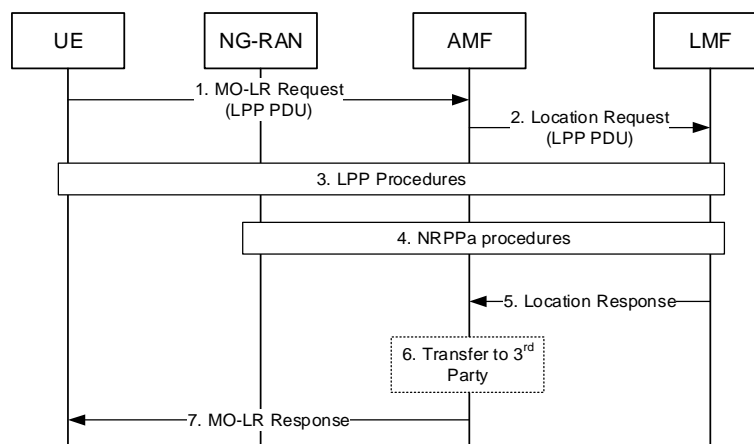 UE NG-RAN AMF LMF
1. MO-LR Request
(LPP PDU)
2. Location Request
(LPP PDU)
3. LPP Procedures
4. NRPPa procedures
5. Location Response
6. Transfer to 3rd
Party
7. MO-LR Response